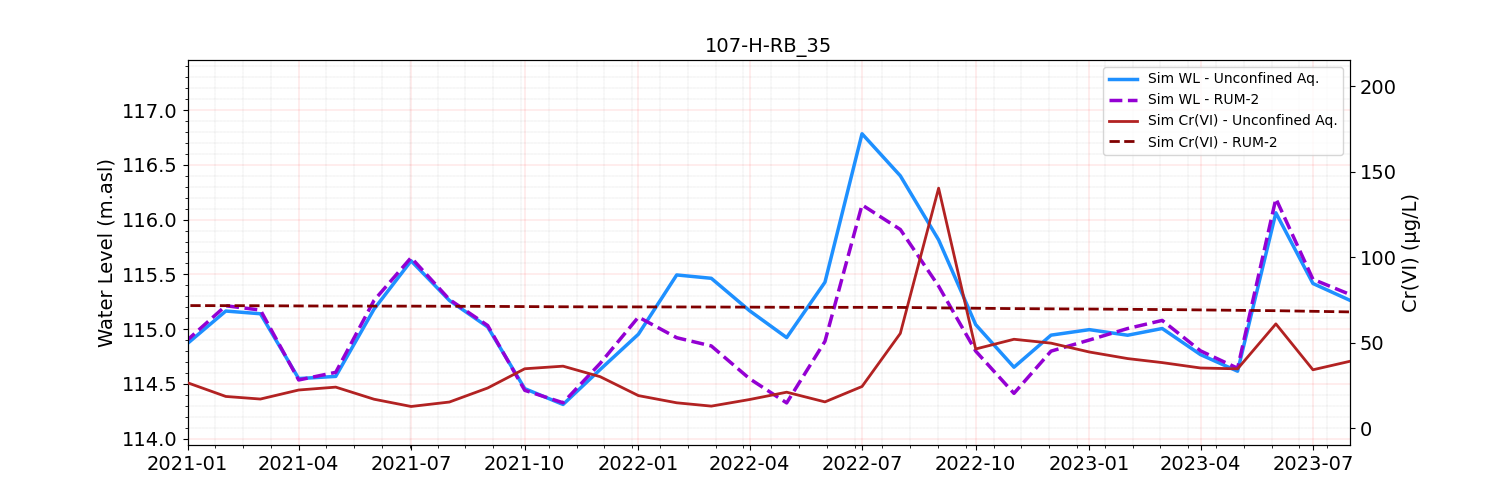 107-H-RB_35
Water Level (m.asl)
117.0
116.5
116.0
115.5
115.0
114.5
114.0
Sim WL - Unconfined Aq.
Sim WL - RUM-2
Sim Cr(VI) - Unconfined Aq.
Sim Cr(VI) - RUM-2
200
150
100
50
0
Cr(VI) (μg/L)
2021-01 2021-04 2021-07 2021-10 2022-01 2022-04 2022-07 2022-10 2023-01 2023-04 2023-07